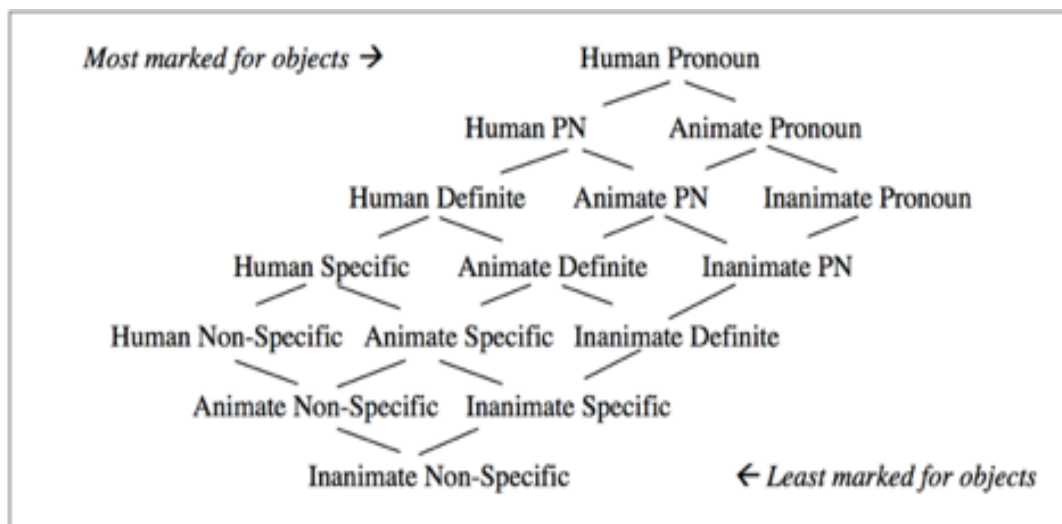 Most marked for objects → Human Pronoun
Human PN Animate Pronoun
Human Definite Animate PN Inanimate Pronoun
Human Specific Animate Definite Inanimate PN
Human Non-Specific Animate Specific Inanimate Definite
Animate Non-Specific Inanimate Specific
Inanimate Non-Specific ← Least marked for objects